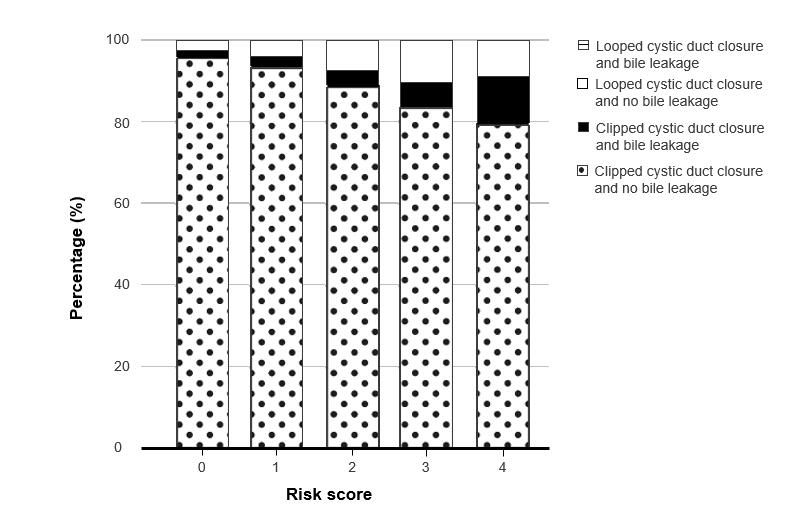 100
80
60
40
20
0
Percentage (%)
0 1 2 3 4
Risk score
Looped cystic duct closure
and bile leakage
Looped cystic duct closure
and no bile leakage
Clipped cystic duct closure
and bile leakage
Clipped cystic duct closure
and no bile leakage